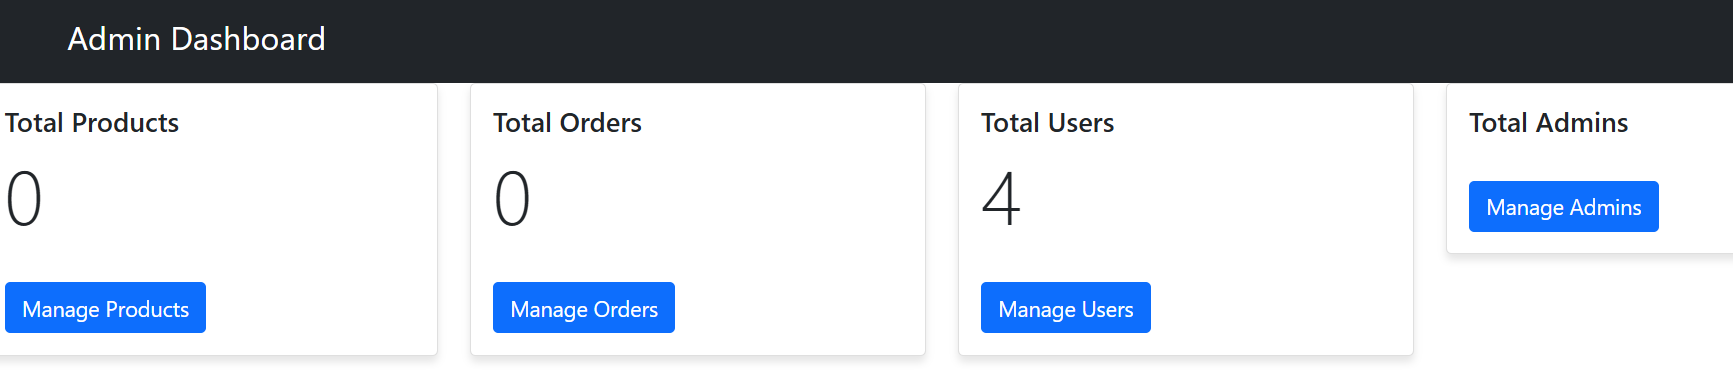 Admin Dashboard
Total Products
0
Manage Products
Total Orders
0
Manage Orders
Total Users
4
Manage Users
Total Admins
Manage Admins